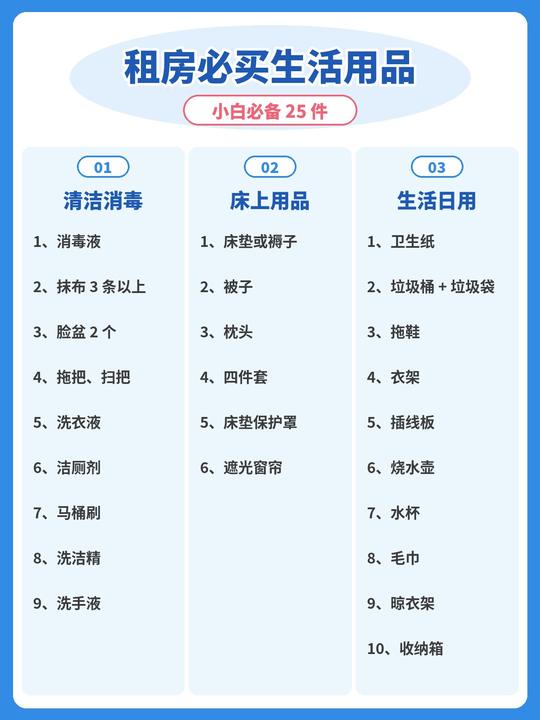 租房必买生活用品
小白必备 25 件
01
清洁消毒
1、消毒液
2、抹布 3 条以上
3、脸盆 2 个
4、拖把、扫把
5、洗衣液
6、洁厕剂
7、马桶刷
8、洗洁精
9、洗手液
02
床上用品
1、床垫或褥子
2、被子
3、枕头
4、四件套
5、床垫保护罩
6、遮光窗帘
03
生活日用
1、卫生纸
2、垃圾桶 + 垃圾袋
3、拖鞋
4、衣架
5、插线板
6、烧水壶
7、水杯
8、毛巾
9、晾衣架
10、收纳箱